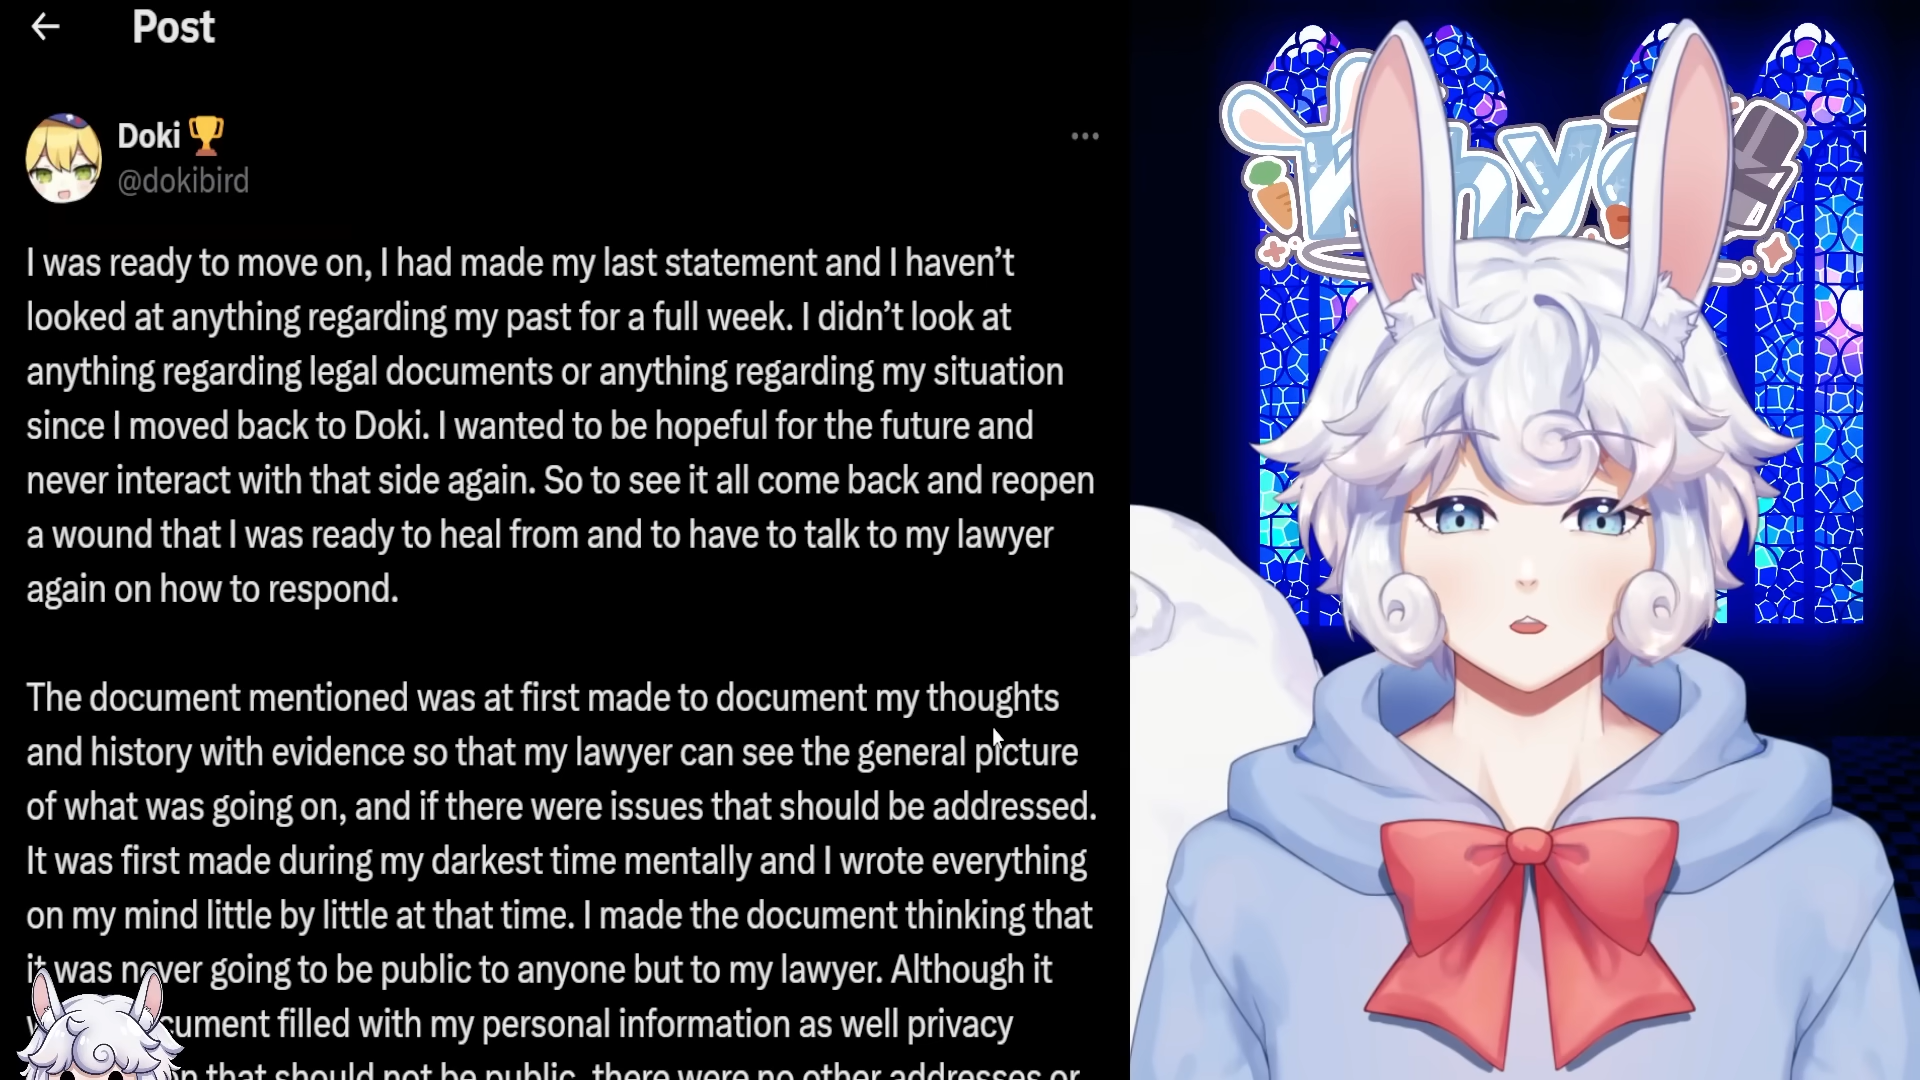 Post
Doki
@dokibird
I was ready to move on, I had made my last statement and I haven’t
looked at anything regarding my past for a full week. I didn’t look at
anything regarding legal documents or anything regarding my situation
since I moved back to Doki. I wanted to be hopeful for the future and
never interact with that side again. So to see it all come back and reopen
a wound that I was ready to heal from and to have to talk to my lawyer
again on how to respond.
The document mentioned was at first made to document my thoughts
and history with evidence so that my lawyer can see the general picture
of what was going on, and if there were issues that should be addressed.
It was first made during my darkest time mentally and I wrote everything
on my mind little by little at that time. I made the document thinking that
it was never going to be public to anyone but to my lawyer. Although it
filled with my personal information as well privacy
that should not be public, there were no other addresses or